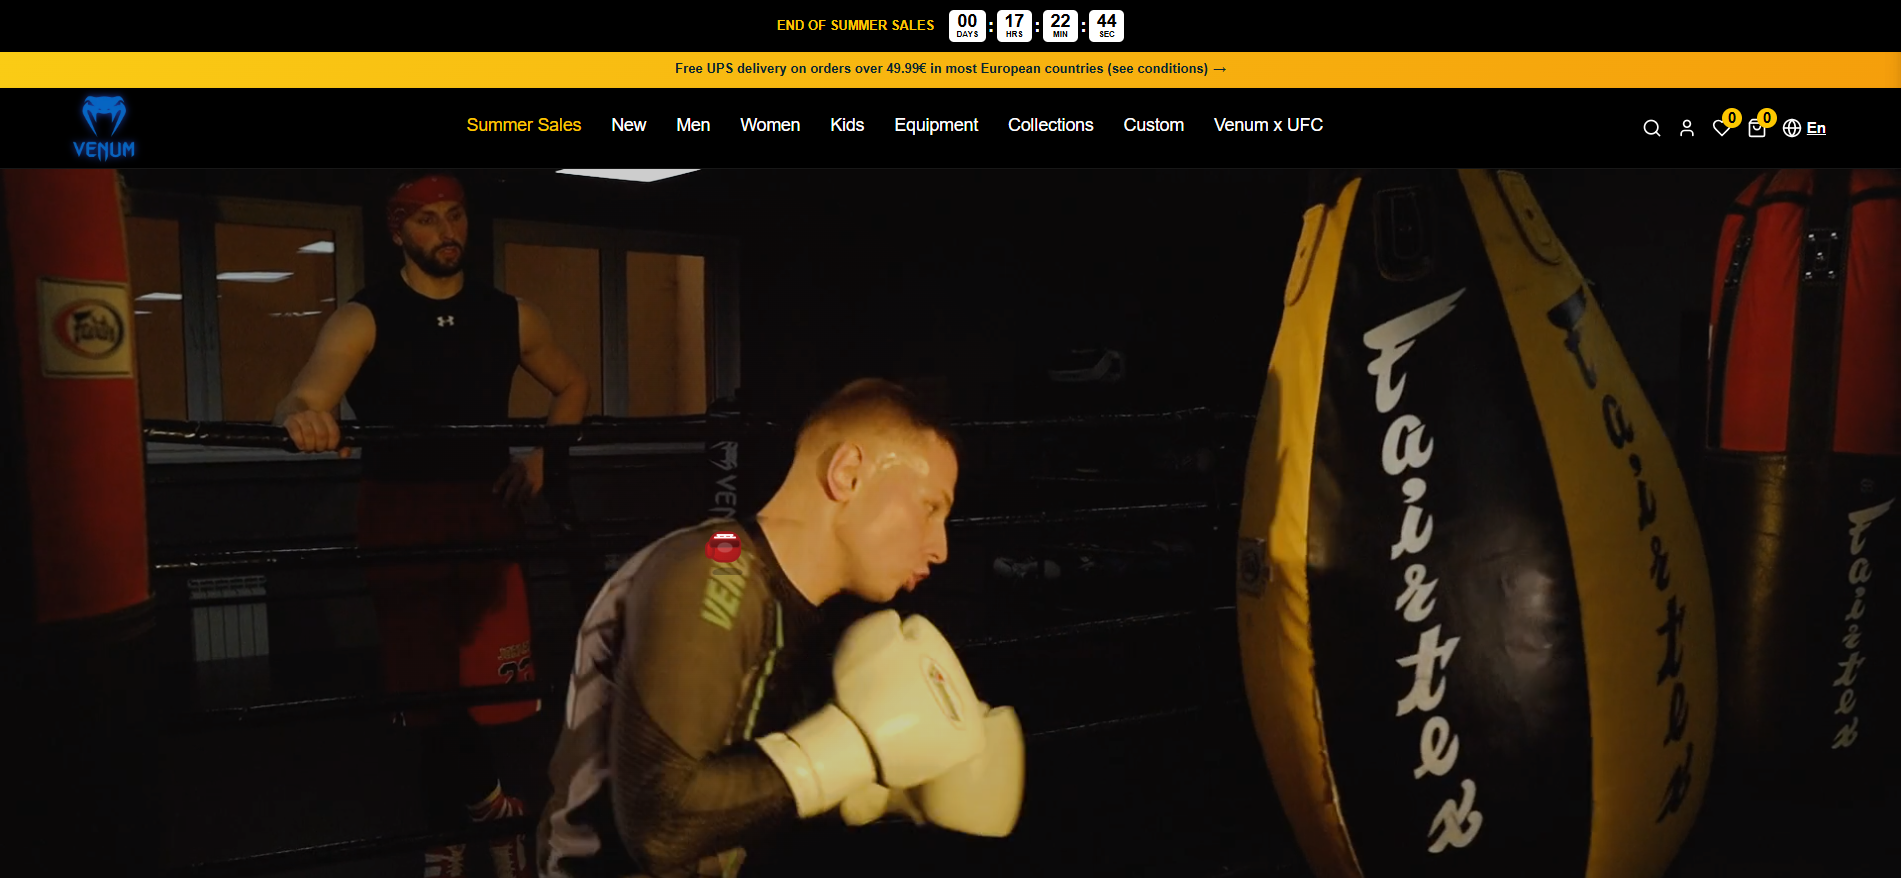 END OF SUMMER SALES
00 : 17 : 22 : 44
DAYS HRS MIN SEC
Free UPS delivery on orders over 49.99€ in most European countries (see conditions) →
VENUM
Summer Sales New Men Women Kids Equipment Collections Custom Venum x UFC
0 0 En
Fairtex
Fairtex
Fairtex